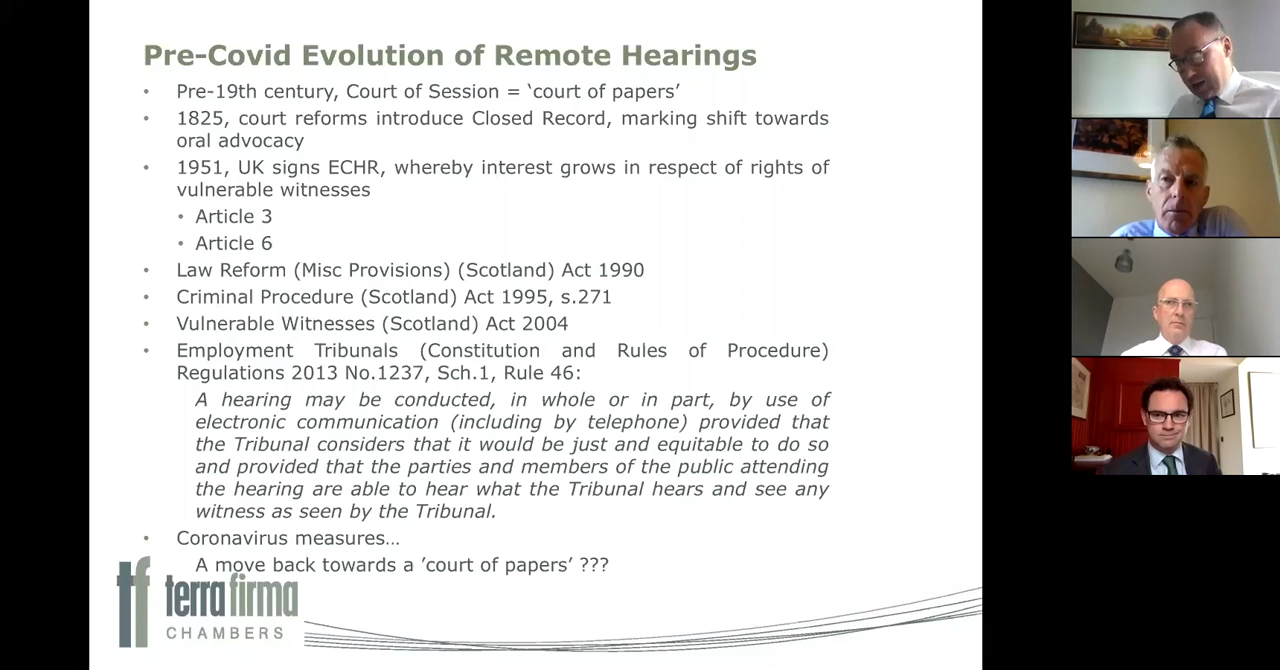 Pre-Covid Evolution of Remote Hearings
• Pre-19th century, Court of Session = ‘court of papers’
• 1825, court reforms introduce Closed Record, marking shift towards
oral advocacy
• 1951, UK signs ECHR, whereby interest grows in respect of rights of
vulnerable witnesses
• Article 3
• Article 6
• Law Reform (Misc Provisions) (Scotland) Act 1990
• Criminal Procedure (Scotland) Act 1995, s.271
• Vulnerable Witnesses (Scotland) Act 2004
• Employment Tribunals (Constitution and Rules of Procedure)
Regulations 2013 No.1237, Sch.1, Rule 46:
A hearing may be conducted, in whole or in part, by use of
electronic communication (including by telephone) provided that
the Tribunal considers that it would be just and equitable to do so
and provided that the parties and members of the public attending
the hearing are able to hear what the Tribunal hears and see any
witness as seen by the Tribunal.
• Coronavirus measures…
A move back towards a ’court of papers’ ???
tf terra firma
CHAMBERS